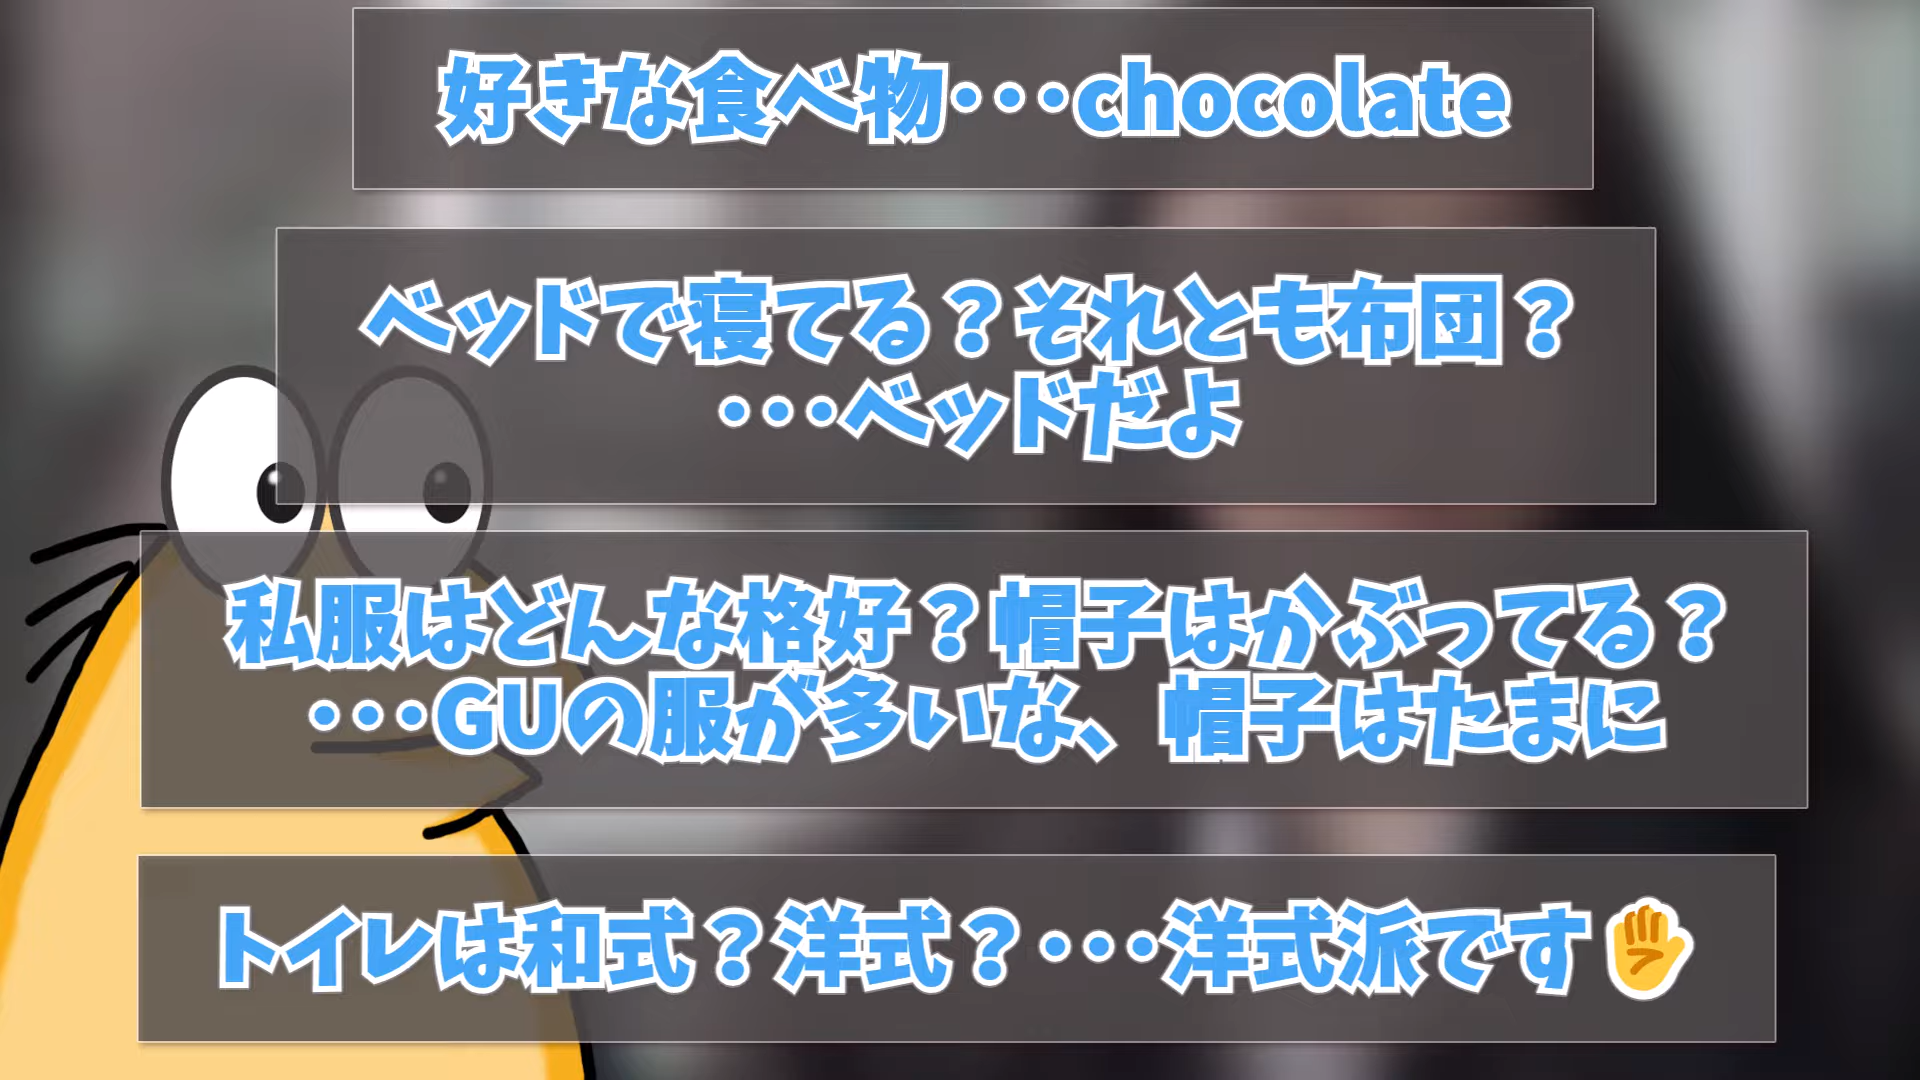 好きな食べ物･･･chocolate
ベッドで寝てる？それとも布団？
･･･ベッドだよ
私服はどんな格好？帽子はかぶってる？
･･･GUの服が多いな、帽子はたまに
トイレは和式？洋式？･･･洋式派です✋